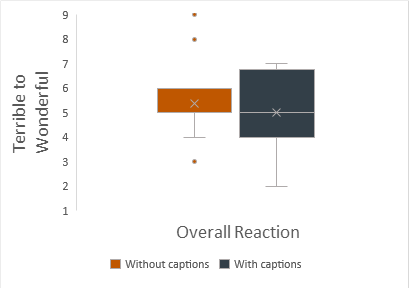 9
8
7
6
5
4
3
2
1
Terrible to
Wonderful
Overall Reaction
Without captions
With captions